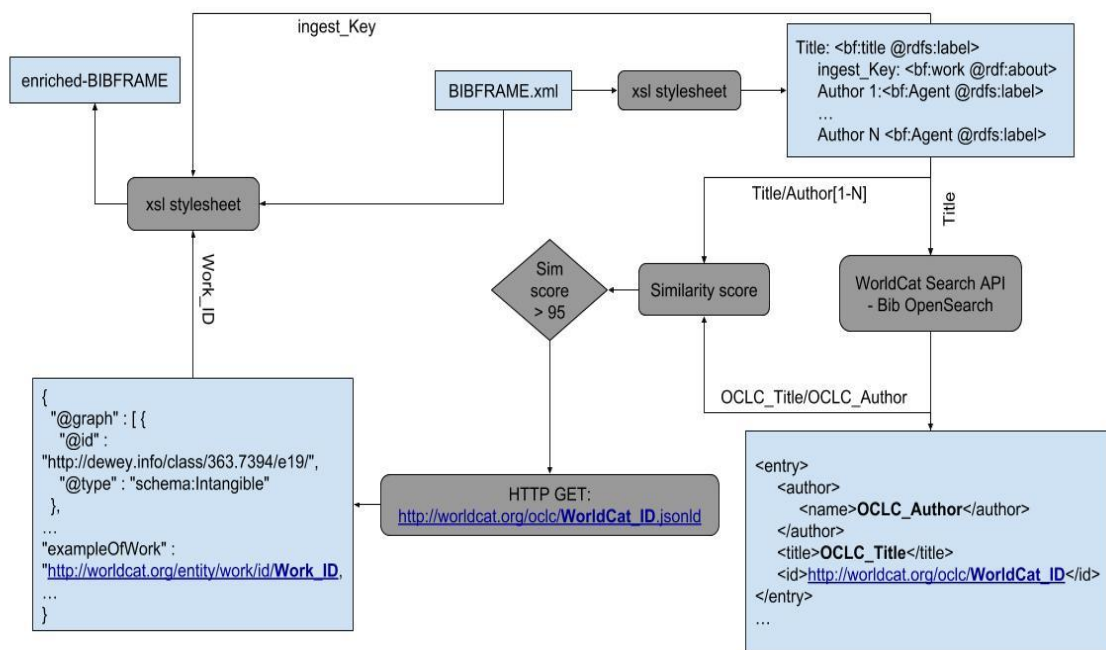 ingest_Key
enriched-BIBFRAME
BIBFRAME.xml
xsl stylesheet
Title: <bf:title @rdfs:label>
ingest_Key: <bf:work @rdf:about>
Author 1:<bf:Agent @rdfs:label>
...
Author N <bf:Agent @rdfs:label>
xsl stylesheet
Title/Author[1-N]
Title
Work_ID
Sim
score
> 95
Similarity score
WorldCat Search API
- Bib OpenSearch
OCLC_Title/OCLC_Author
{
"@graph" : [ {
"@id" :
"http://dewey.info/class/363.7394/e19/",
"@type" : "schema:Intangible"
},
...
"exampleOfWork" :
"http://worldcat.org/entity/work/id/Work_ID,
...
}
HTTP GET:
http://worldcat.org/oclc/WorldCat_ID.jsonld
<entry>
<author>
<name>OCLC_Author</author>
</author>
<title>OCLC_Title</title>
<id>http://worldcat.org/oclc/WorldCat_ID</id>
</entry>
...